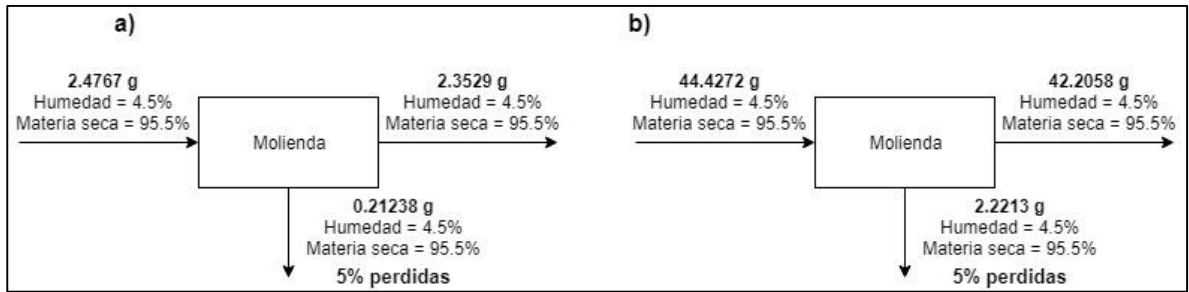 a)
2.4767 g
Humedad = 4.5%
Materia seca = 95.5%
Molienda
2.3529 g
Humedad = 4.5%
Materia seca = 95.5%
0.21238 g
Humedad = 4.5%
Materia seca = 95.5%
5% perdidas
b)
44.4272 g
Humedad = 4.5%
Materia seca = 95.5%
Molienda
42.2058 g
Humedad = 4.5%
Materia seca = 95.5%
2.2213 g
Humedad = 4.5%
Materia seca = 95.5%
5% perdidas